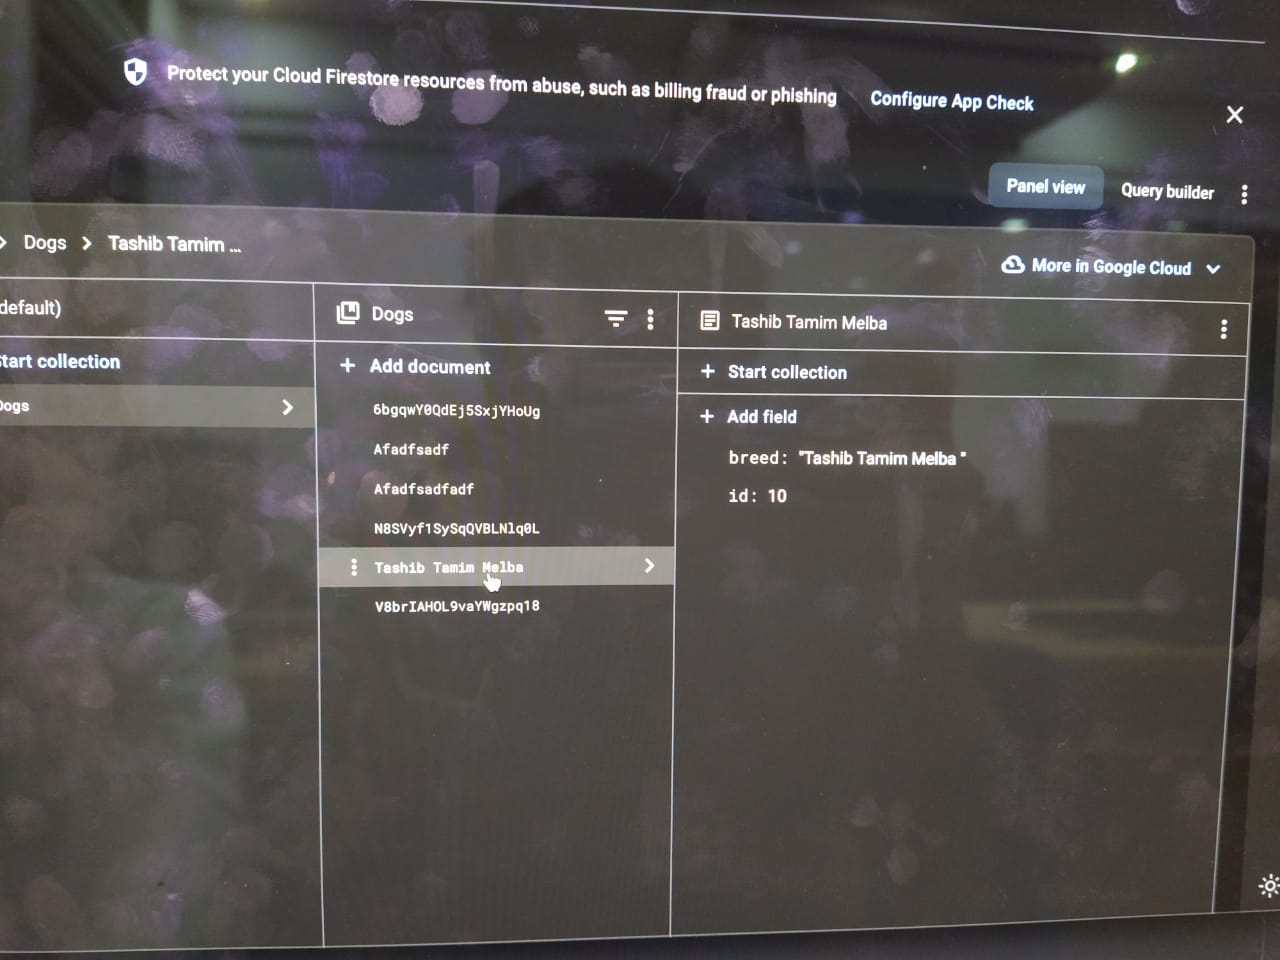 Protect your Cloud Firestore resources from abuse, such as billing fraud or phishing Configure App Check
Panel view Query builder
Dogs > Tashib Tamim ...
More in Google Cloud
default)
Start collection
Dogs
Dogs
+ Add document
6bgqwY0QdEj5SxjYHoUg
Afadfsadf
Afadfsadfadf
N8SVyf1SySqQVBLNlq0L
Tashib Tamim Melba
V8brIAHOL9vaYWgzpq18
Tashib Tamim Melba
+ Start collection
+ Add field
breed: "Tashib Tamim Melba "
id: 10